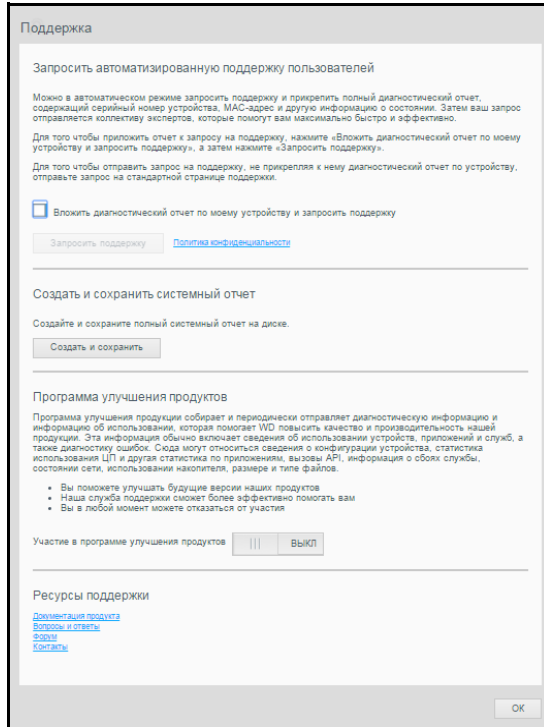 Поддержка
Запросить автоматизированную поддержку пользователей
Можно в автоматическом режиме запросить поддержку и прикрепить полный диагностический отчет,
содержащий серийный номер устройства, MAC-адрес и другую информацию о состоянии. Затем ваш запрос
отправляется коллективу экспертов, которые помогут вам максимально быстро и эффективно.
Для того чтобы приложить отчет к запросу на поддержку, нажмите «Вложить диагностический отчет по моему
устройству и запросить поддержку», а затем нажмите «Запросить поддержку».
Для того чтобы отправить запрос на поддержку, не прикрепляя к нему диагностический отчет по устройству,
отправьте запрос на стандартной странице поддержки.
Вложить диагностический отчет по моему устройству и запросить поддержку
Запросить поддержку Политика конфиденциальности
Создать и сохранить системный отчет
Создайте и сохраните полный системный отчет на диске.
Создать и сохранить
Программа улучшения продуктов
Программа улучшения продукции собирает и периодически отправляет диагностическую информацию и
информацию об использовании, которая помогает WD повысить качество и производительность нашей
продукции. Эта информация обычно включает сведения об использовании устройств, приложений и служб, а
также диагностику ошибок. Сюда могут относиться сведения о конфигурации устройства, статистика
использования ЦП и другая статистика по приложениям, вызовы API, информация о сбоях службы,
состоянии сети, использовании накопителя, размере и типе файлов.
• Вы поможете улучшать будущие версии наших продуктов
• Наша служба поддержки сможет более эффективно помогать вам
• Вы в любой момент можете отказаться от участия
Участие в программе улучшения продуктов ВЫКЛ
Ресурсы поддержки
Документация продукта
Вопросы и ответы
Форум
Контакты
ОК